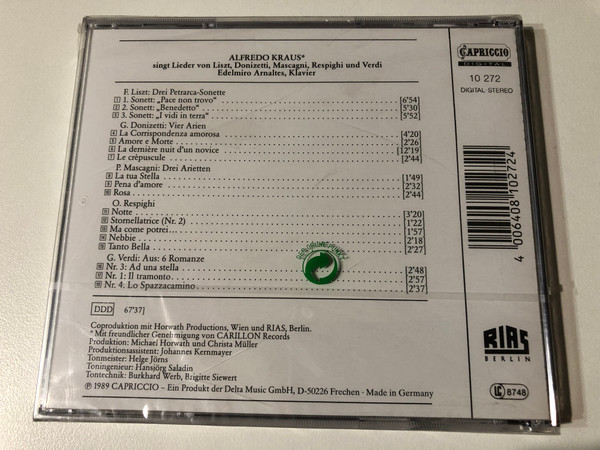 ALFREDO KRAUS*
singt Lieder von Liszt, Donizetti, Mascagni, Respighi und Verdi
Edelmiro Arnaltes, Klavier
F. Liszt: Drei Petrarca-Sonette
1 1. Sonett: „Pace non trovo“ [6'54]
2 2. Sonett: „Benedetto“ [5'30]
3 3. Sonett: „I vidi in terra“ [5'52]
G. Donizetti: Vier Arien
4 La Corrispondenza amorosa [4'20]
5 Amore e Morte [2'26]
6 La dernière nuit d'un novice [12'19]
7 Le crèpuscule [2'44]
P. Mascagni: Drei Arietten
8 La tua Stella [1'49]
9 Pena d'amore [2'32]
10 Rosa [2'44]
O. Respighi
11 Notte [3'20]
12 Stornellatrice (Nr. 2) [1'22]
13 Ma come potrei... [1'57]
14 Nebbie [2'18]
15 Tanto Bella [2'27]
G. Verdi: Aus: 6 Romanze
16 Nr. 3: Ad una stella [2'48]
17 Nr. 1: Il tramonto [2'57]
18 Nr. 4: Lo Spazzacamino [2'37]
DDD 67'37]
Coproduktion mit Horwath Productions, Wien und RIAS, Berlin.
*Mit freundlicher Genehmigung von CARILLON Records
Produktion: Michael Horwath und Christa Müller
Produktionsassistent: Johannes Kernmayer
Tonmeister: Helge Jörns
Toningenieur: Hansjörg Saladin
Tontechnik: Burkhard Werb, Brigitte Siewert
℗ 1989 CAPRICCIO – Ein Produkt der Delta Music GmbH, D-50226 Frechen · Made in Germany
CAPRICCIO
DIGITAL
10 272
DIGITAL-STEREO
4 006408 102724
RIAS
BERLIN
LC 8748